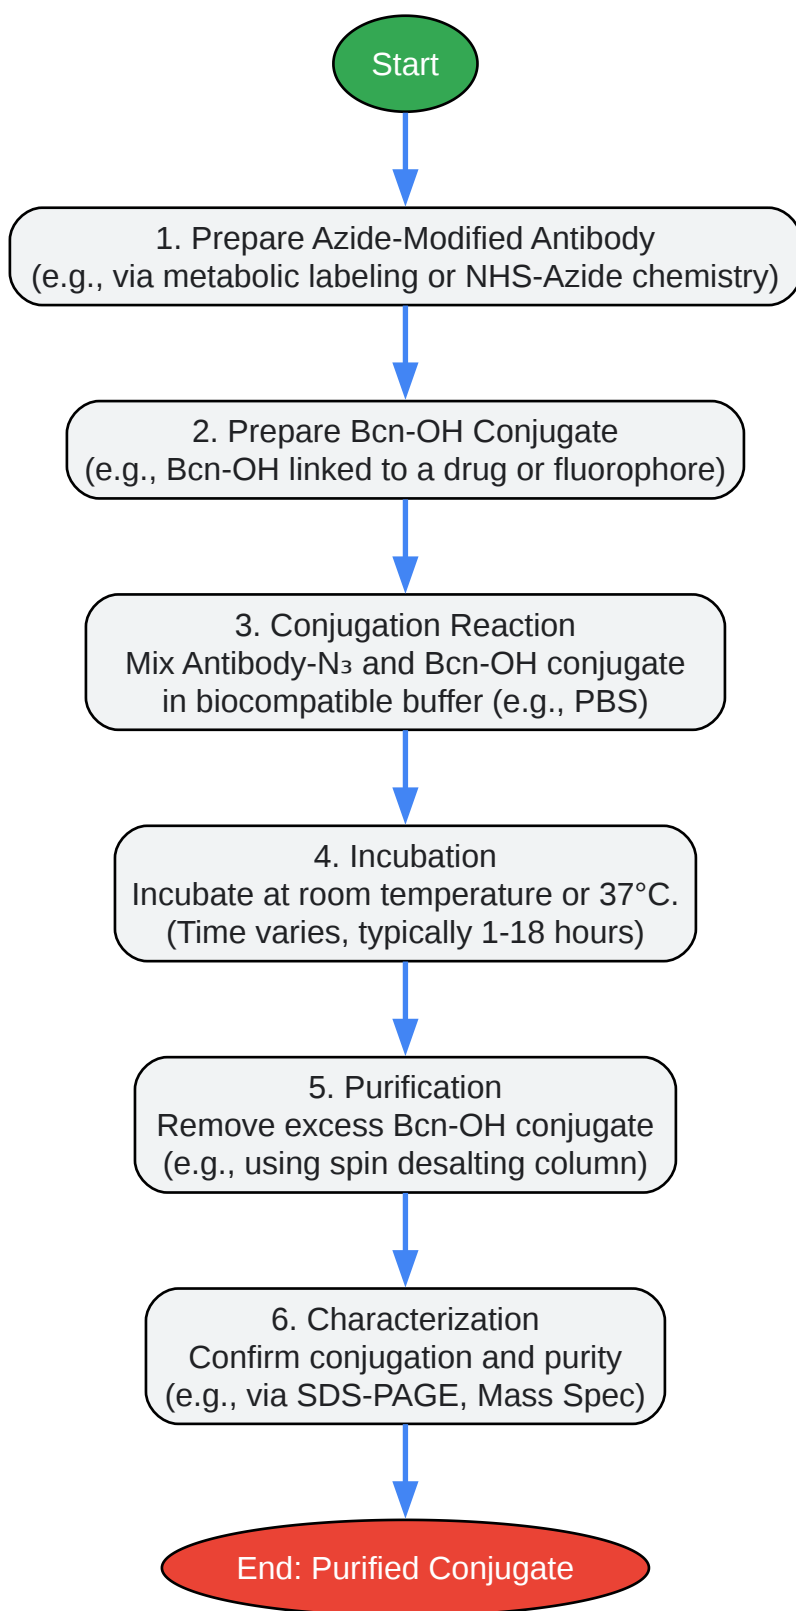 Start
1. Prepare Azide-Modified Antibody
(e.g., via metabolic labeling or NHS-Azide chemistry)
2. Prepare Bcn-OH Conjugate
(e.g., Bcn-OH linked to a drug or fluorophore)
3. Conjugation Reaction
Mix Antibody-N₃ and Bcn-OH conjugate
in biocompatible buffer (e.g., PBS)
4. Incubation
Incubate at room temperature or 37°C.
(Time varies, typically 1-18 hours)
5. Purification
Remove excess Bcn-OH conjugate
(e.g., using spin desalting column)
6. Characterization
Confirm conjugation and purity
(e.g., via SDS-PAGE, Mass Spec)
End: Purified Conjugate